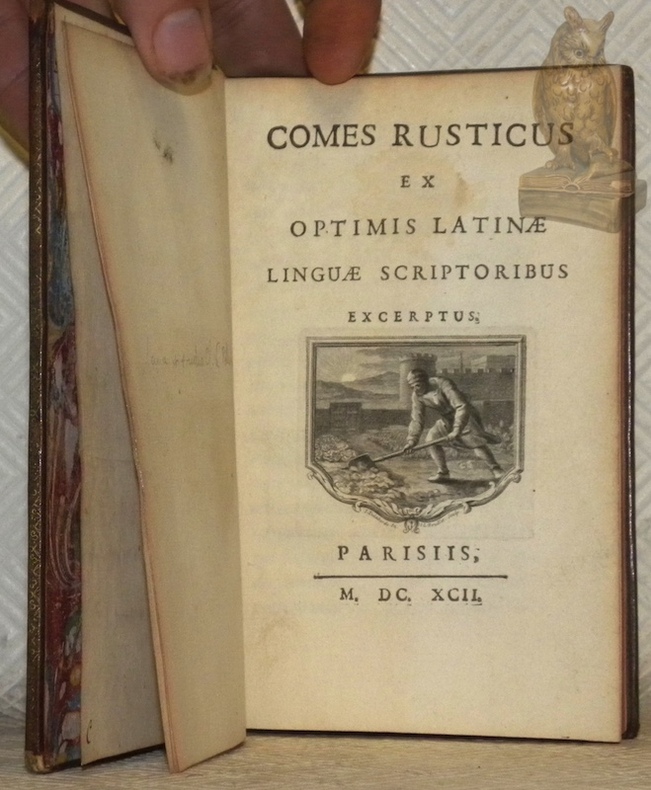 COMES RUSTICUS
EX
OPTIMIS LATINÆ
LINGUÆ SCRIPTORIBUS
EXCERPTUS;
PARISIIS;
M. DC. XCII.